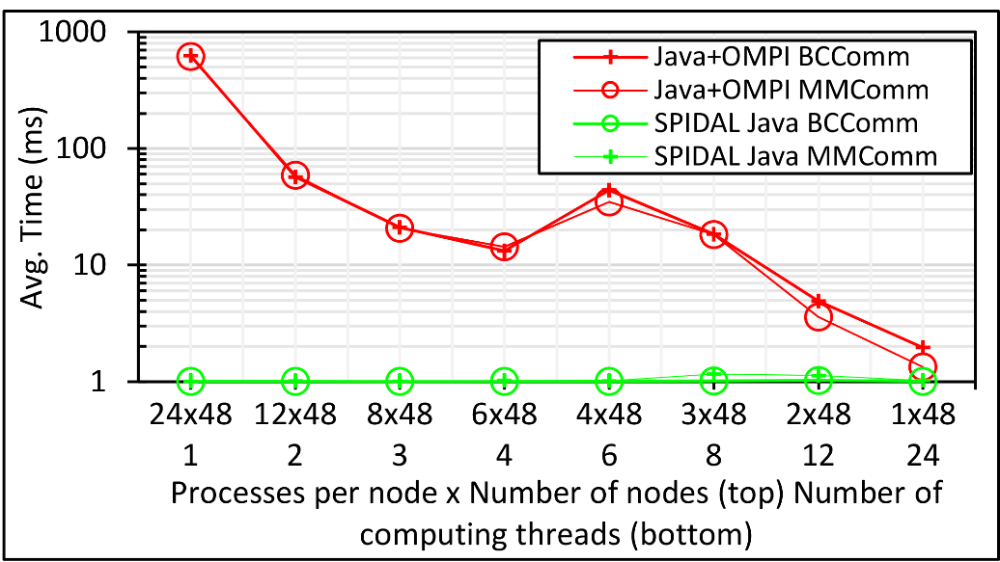 1000
100
10
1
Avg. Time (ms)
Java+OMPI BCComm
Java+OMPI MMComm
SPIDAL Java BCComm
SPIDAL Java MMComm
24x48 12x48 8x48 6x48 4x48 3x48 2x48 1x48
1 2 3 4 6 8 12 24
Processes per node x Number of nodes (top) Number of
computing threads (bottom)